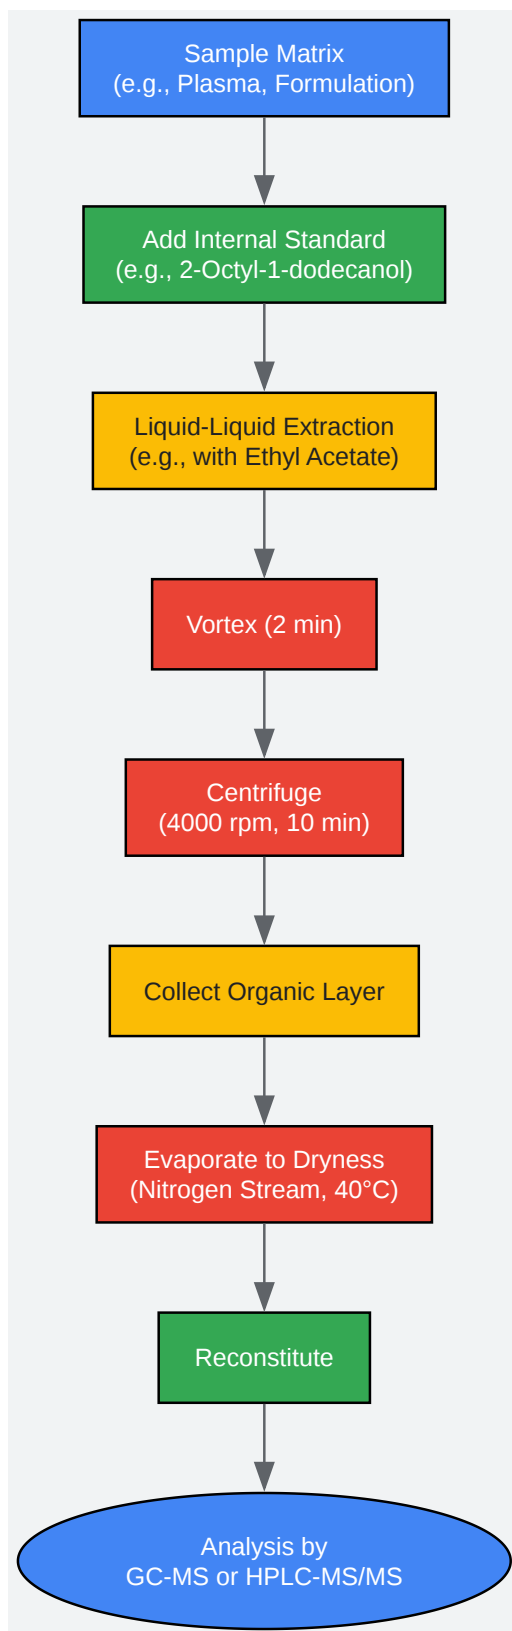 Sample Matrix
(e.g., Plasma, Formulation)
Add Internal Standard
(e.g., 2-Octyl-1-dodecanol)
Liquid-Liquid Extraction
(e.g., with Ethyl Acetate)
Vortex (2 min)
Centrifuge
(4000 rpm, 10 min)
Collect Organic Layer
Evaporate to Dryness
(Nitrogen Stream, 40°C)
Reconstitute
Analysis by
GC-MS or HPLC-MS/MS